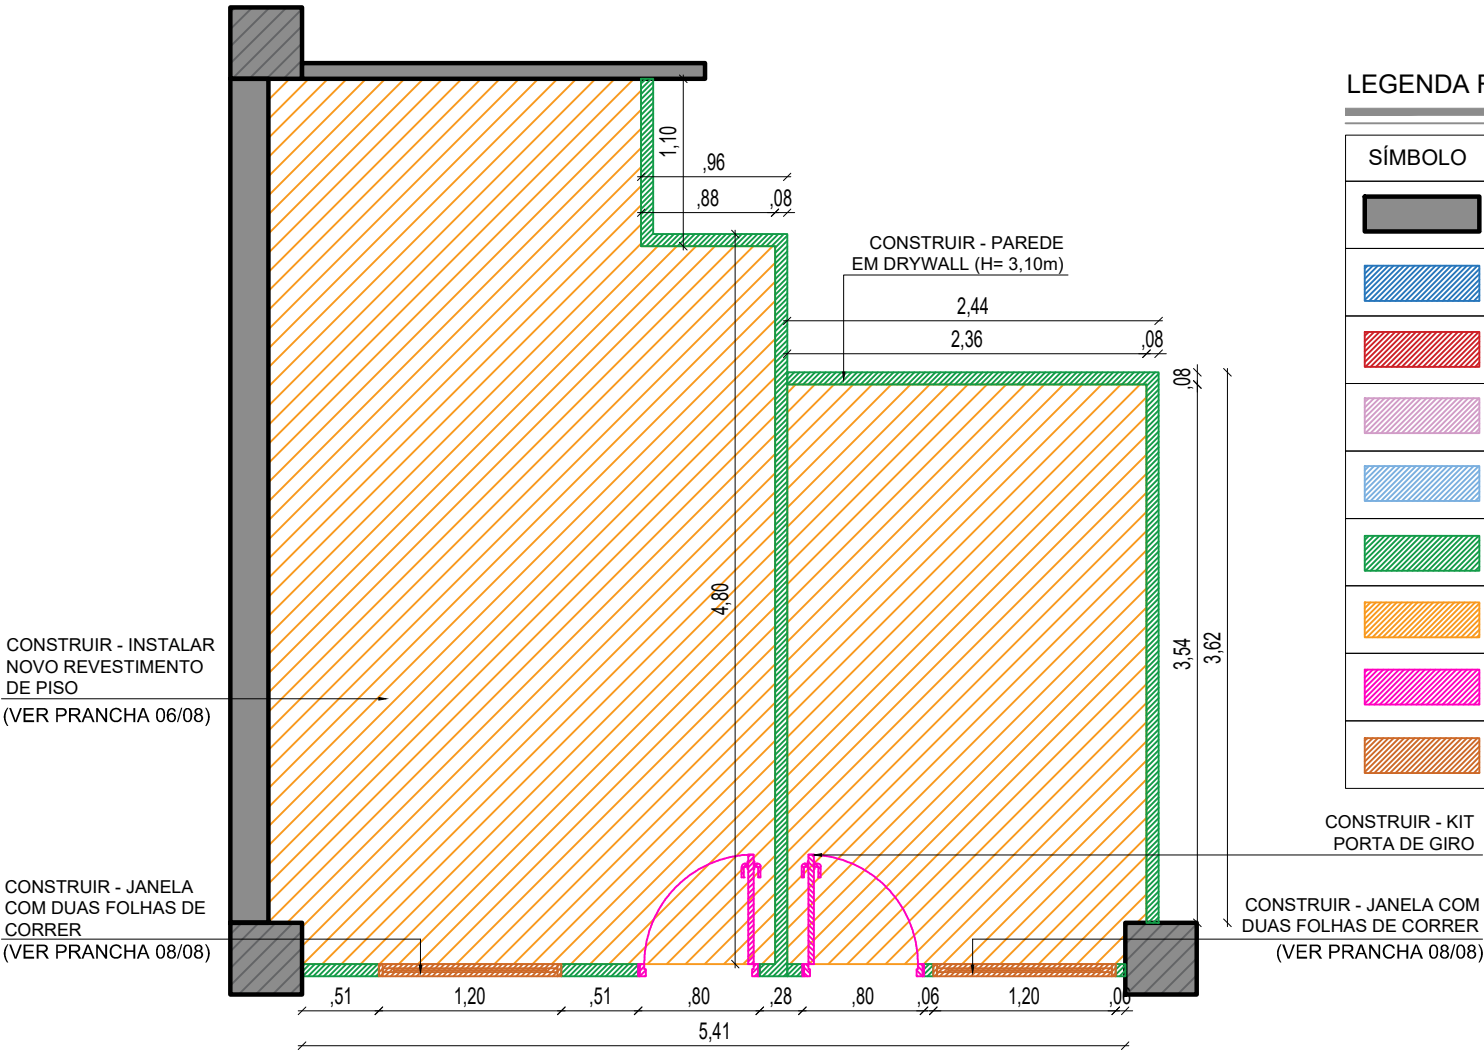 LEGENDA
SÍMBOLO
1,10
,96
,88
,08
CONSTRUIR - PAREDE
EM DRYWALL (H= 3,10m)
2,44
2,36
,08
,08
4,80
3,54
3,62
CONSTRUIR - INSTALAR
NOVO REVESTIMENTO
DE PISO
(VER PRANCHA 06/08)
CONSTRUIR - KIT
PORTA DE GIRO
CONSTRUIR - JANELA
COM DUAS FOLHAS DE
CORRER
(VER PRANCHA 08/08)
CONSTRUIR - JANELA COM
DUAS FOLHAS DE CORRER
(VER PRANCHA 08/08)
,51
1,20
,51
,80
,28
,80
,06
1,20
5,41